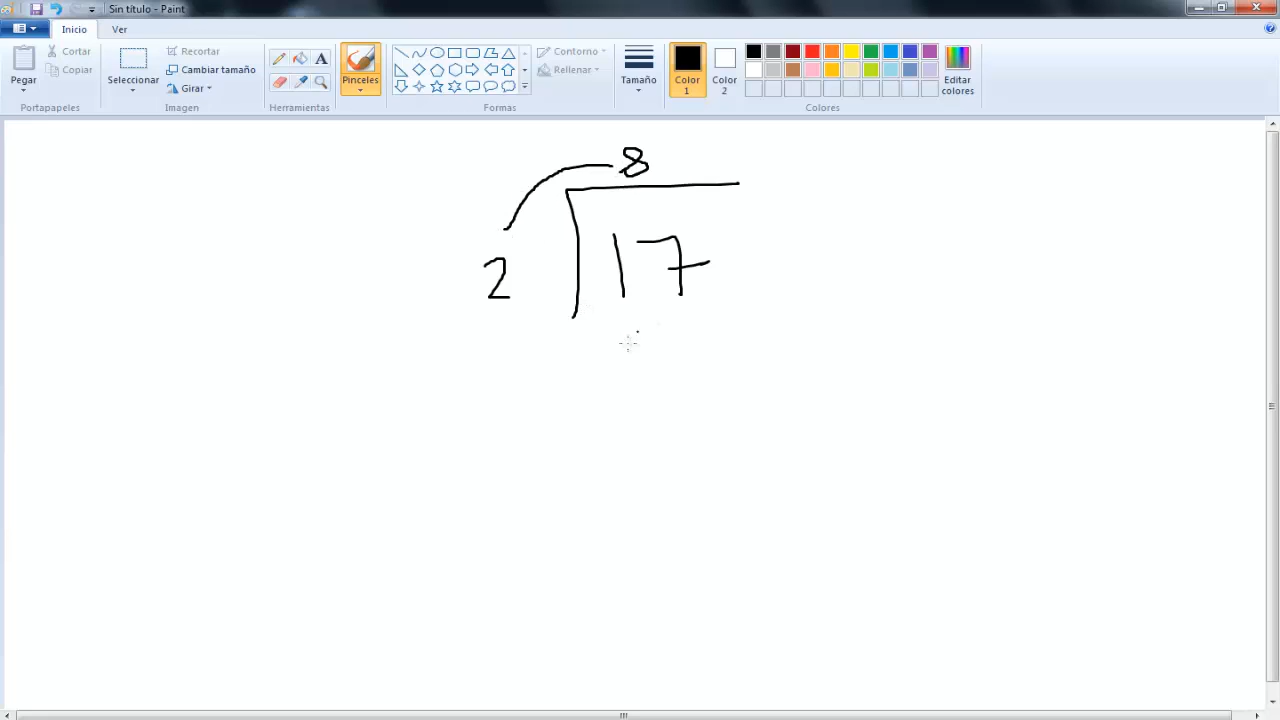 Sin título - Paint
Inicio Ver
Pegar
Cortar
Copiar
Portapapeles
Seleccionar
Recortar
Cambiar tamaño
Girar
Imagen
A
Herramientas
Pinceles
Contorno
Rellenar
Formas
Tamaño
Color 1
Color 2
Editar colores
Colores
8
2 17